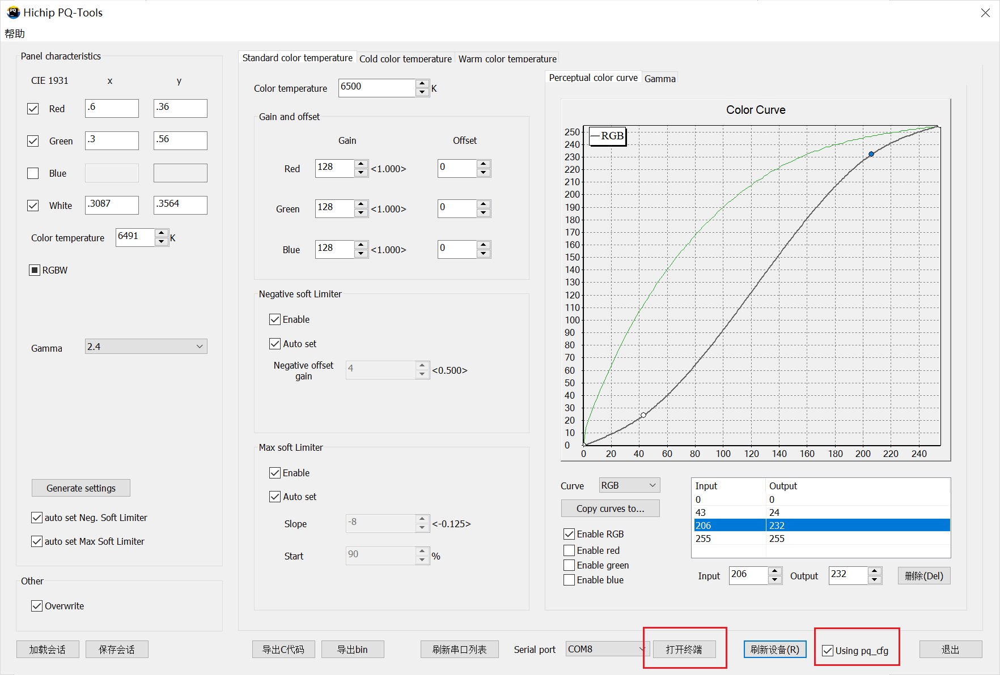 Hichip PQ-Tools
帮助
Panel characteristics
CIE 1931 x y
Red .6 .36
Green .3 .56
Blue
White .3087 .3564
Color temperature 6491 K
RGBW
Gamma 2.4
Generate settings
auto set Neg. Soft Limiter
auto set Max Soft Limiter
Other
Overwrite
Standard color temperature Cold color temperature Warm color temperature
Color temperature 6500 K
Gain and offset
Gain Offset
Red 128 <1.000> 0
Green 128 <1.000> 0
Blue 128 <1.000> 0
Negative soft Limiter
Enable
Auto set
Negative offset
gain 4 <0.500>
Max soft Limiter
Enable
Auto set
Slope -8 <-0.125>
Start 90 %
Perceptual color curve Gamma
Color Curve
RGB
250
240
230
220
210
200
190
180
170
160
150
140
130
120
110
100
90
80
70
60
50
40
30
20
10
0
0 20 40 60 80 100 120 140 160 180 200 220 240
Curve RGB
Copy curves to...
Enable RGB
Enable red
Enable green
Enable blue
Input Output
0 0
43 24
206 232
255 255
Input 206 Output 232 删除(Del)
加载会话 保存会话 导出C代码 导出bin 刷新串口列表 Serial port COM8 打开终端 刷新设备(R) Using pq_cfg 退出